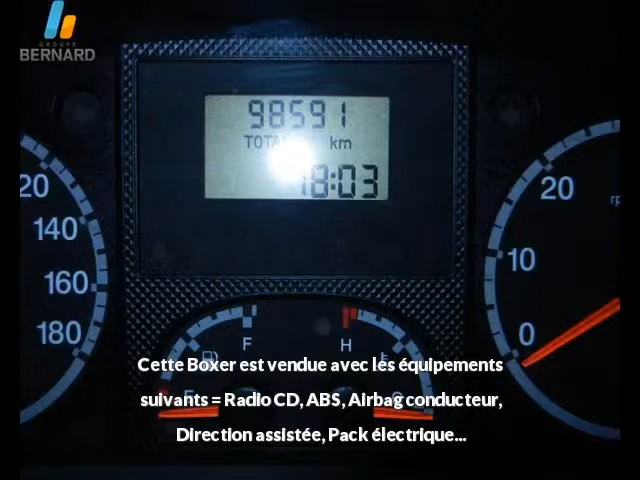 GROUPE
BERNARD
98591
TOTAL km
18:03
20
140
160
180
20
10
0
F
H
E
C
Cette Boxer est vendue avec les équipements
suivants = Radio CD, ABS, Airbag conducteur,
Direction assistée, Pack électrique...